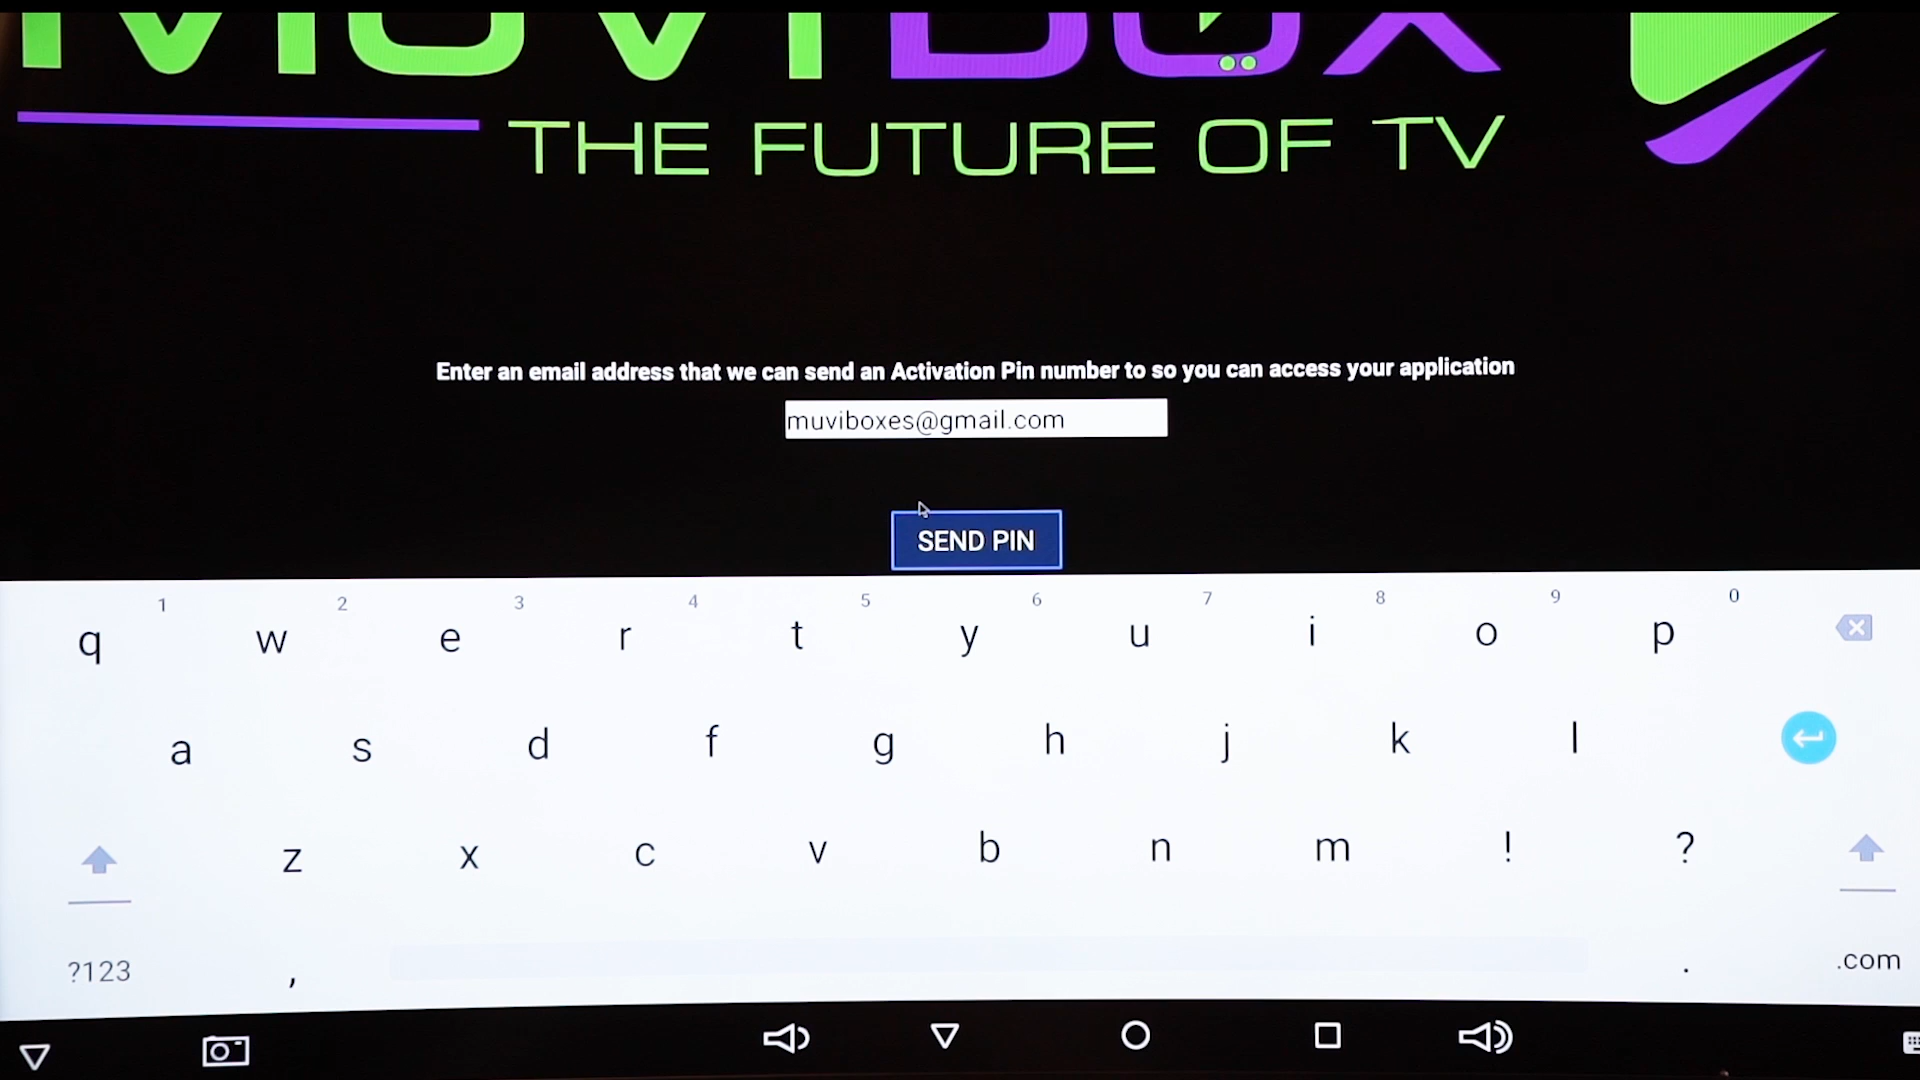 MUVIBOX
THE FUTURE OF TV
Enter an email address that we can send an Activation Pin number to so you can access your application
muviboxes@gmail.com
SEND PIN
1 2 3 4 5 6 7 8 9 0
q w e r t y u i o p
a s d f g h j k l
z x c v b n m ! ?
?123 , . .com